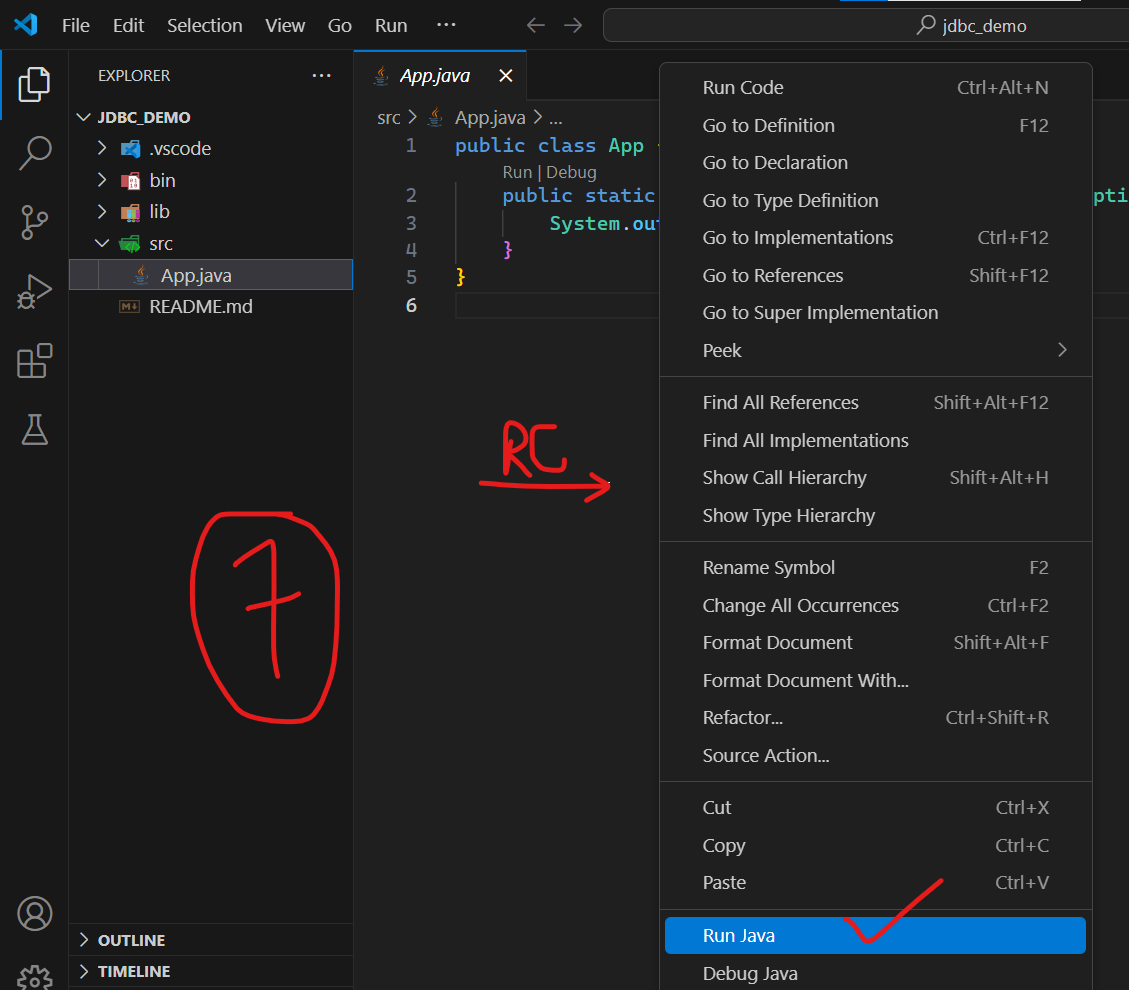 File Edit Selection View Go Run ···
jdbc_demo
EXPLORER ···
JDBC_DEMO
.vscode
bin
lib
src
App.java
README.md
OUTLINE
TIMELINE
App.java
src > App.java > ...
1 public class App {
Run | Debug
2 public static
3 System.out
4 }
5 }
6
pti
Run Code Ctrl+Alt+N
Go to Definition F12
Go to Declaration
Go to Type Definition
Go to Implementations Ctrl+F12
Go to References Shift+F12
Go to Super Implementation
Peek
Find All References Shift+Alt+F12
Find All Implementations
Show Call Hierarchy Shift+Alt+H
Show Type Hierarchy
Rename Symbol F2
Change All Occurrences Ctrl+F2
Format Document Shift+Alt+F
Format Document With...
Refactor... Ctrl+Shift+R
Source Action...
Cut Ctrl+X
Copy Ctrl+C
Paste Ctrl+V
Run Java
Debug Java
RC
7